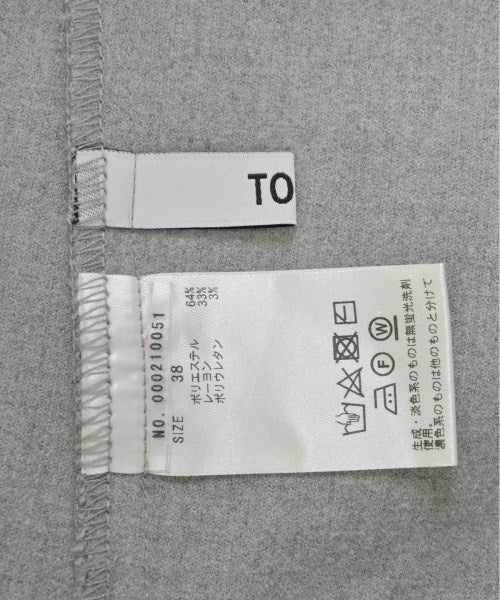 TO
NO. 000210051
SIZE 38
ポリエステル 64%
レーヨン 33%
ポリウレタン 3%
F W
生成・淡色系のものは無蛍光洗剤
使用。
濃色系のものは他のものと分けて